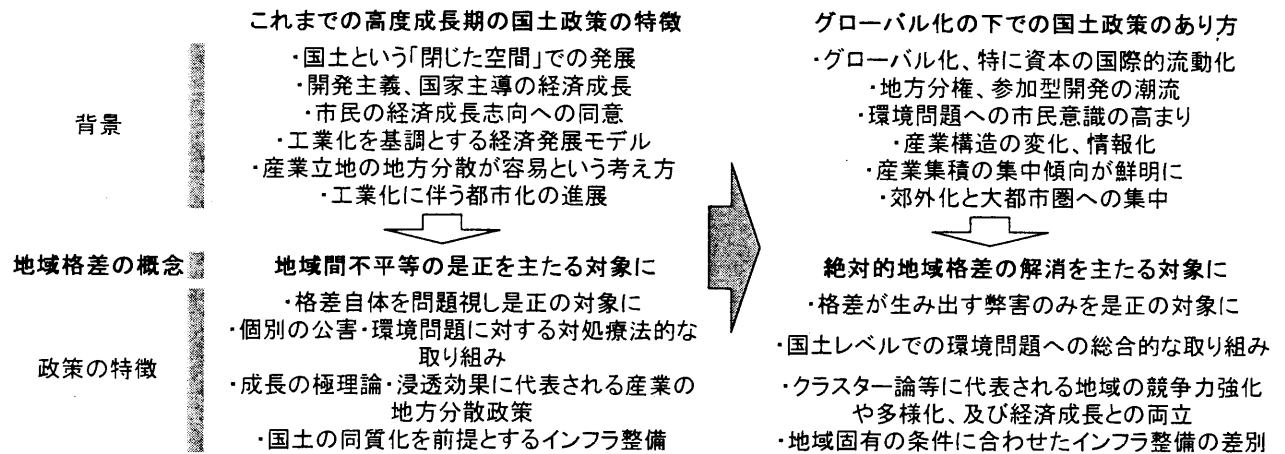 これまでの高度成長期の国土政策の特徴
・国土という「閉じた空間」での発展
・開発主義、国家主導の経済成長
・市民の経済成長志向への同意
・工業化を基調とする経済発展モデル
・産業立地の地方分散が容易という考え方
・工業化に伴う都市化の進展
グローバル化の下での国土政策のあり方
・グローバル化、特に資本の国際的流動化
・地方分権、参加型開発の潮流
・環境問題への市民意識の高まり
・産業構造の変化、情報化
・産業集積の集中傾向が鮮明に
・郊外化と大都市圏への集中
背景
地域格差の概念
地域間不平等の是正を主たる対象に
絶対的地域格差の解消を主たる対象に
政策の特徴
・格差自体を問題視し是正の対象に
・個別の公害・環境問題に対する対処療法的な
取り組み
・成長の極理論・浸透効果に代表される産業の
地方分散政策
・国土の同質化を前提とするインフラ整備
・格差が生み出す弊害のみを是正の対象に
・国土レベルでの環境問題への総合的な取り組み
・クラスター論等に代表される地域の競争力強化
や多様化、及び経済成長との両立
・地域固有の条件に合わせたインフラ整備の差別